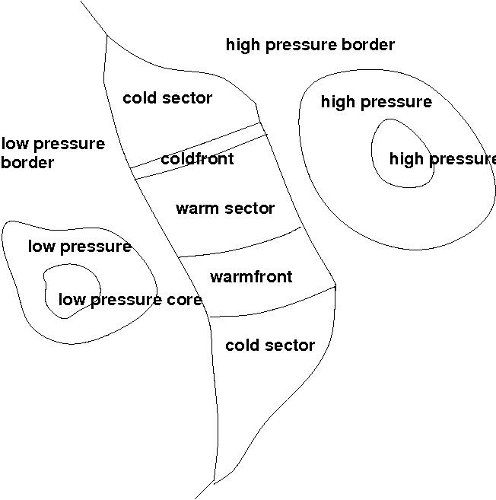 high pressure border
cold sector
high pressure
low pressure
border
coldfront
high pressure
warm sector
low pressure
warmfront
low pressure core
cold sector